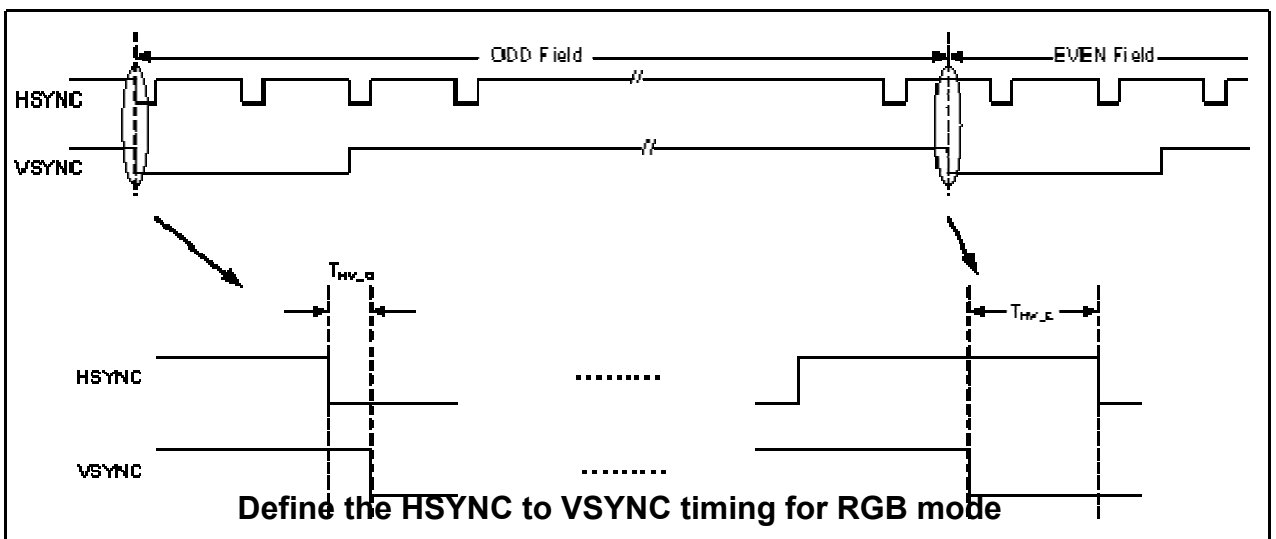 ODD Field
EVEN Field
HSYNC
VSYNC
T_HV_o
T_HV_E
HSYNC
VSYNC
Define the HSYNC to VSYNC timing for RGB mode